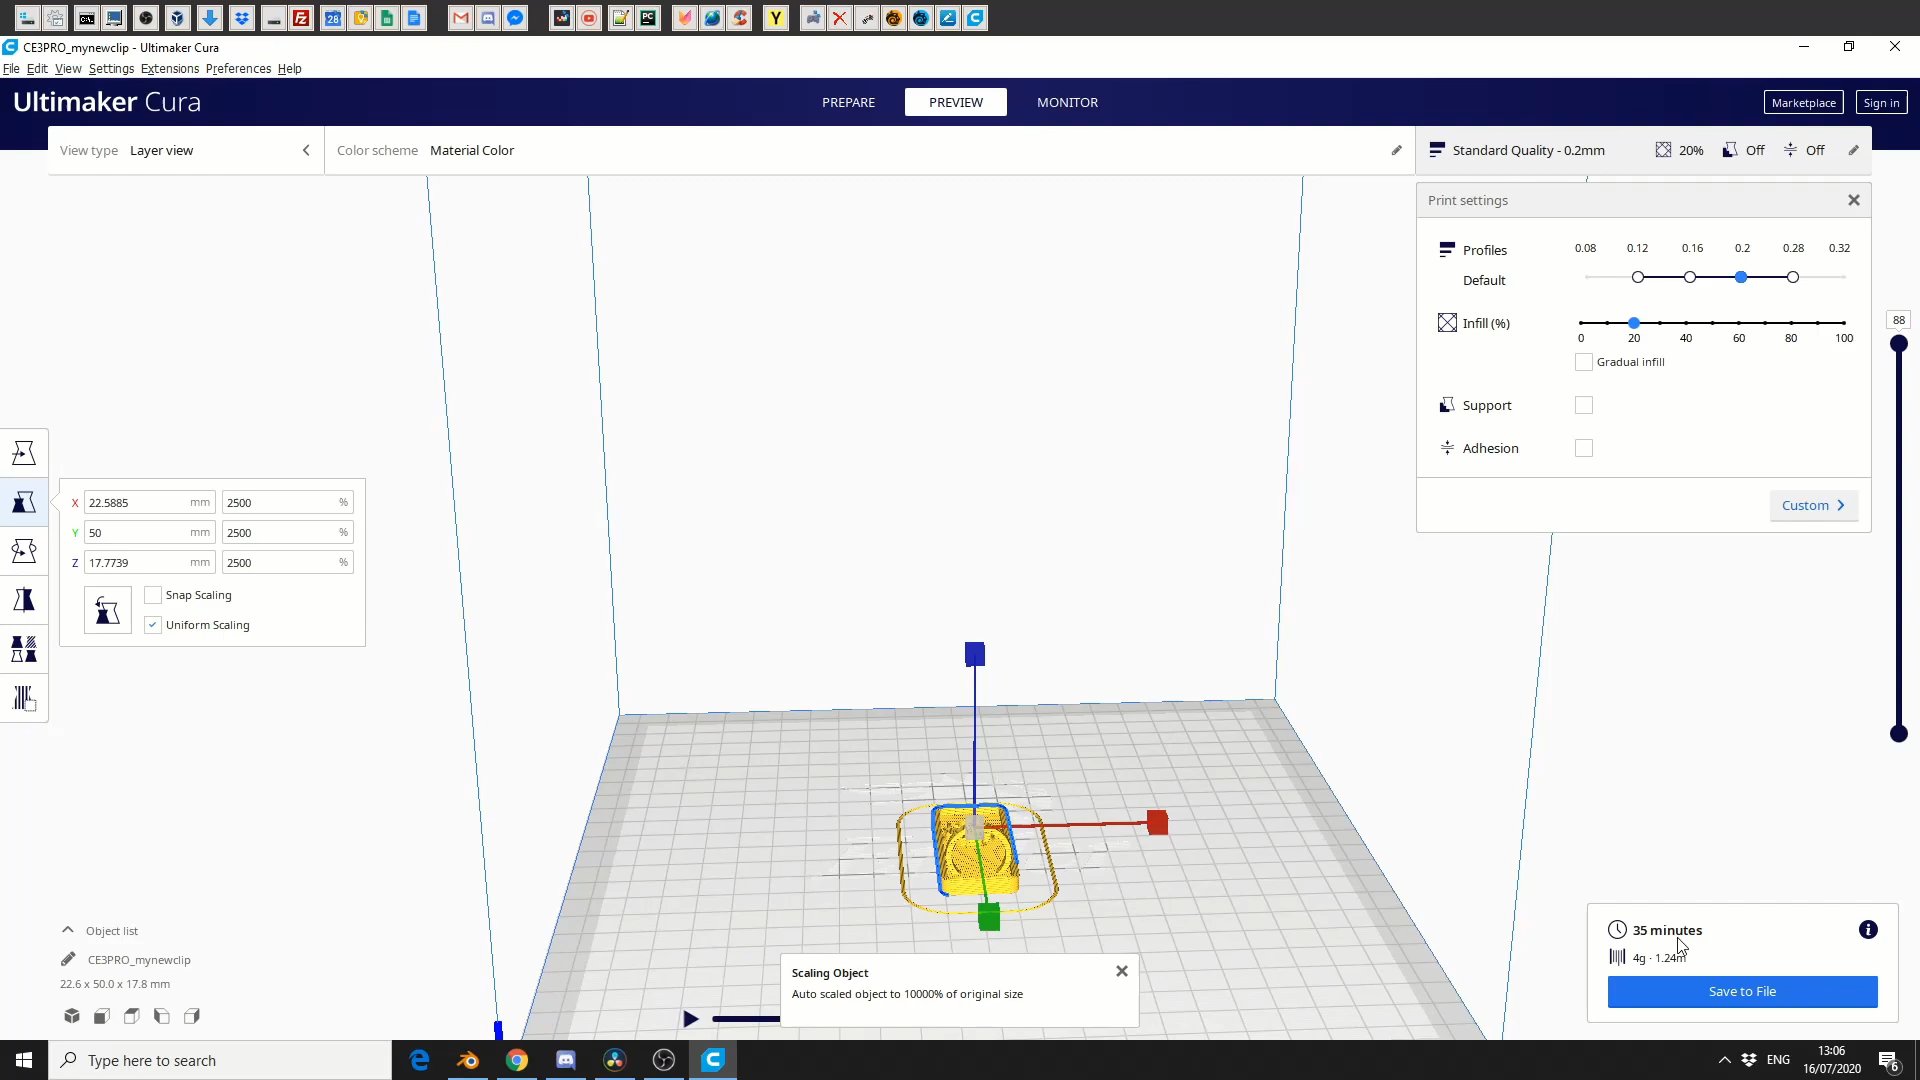 28
Y
CE3PRO_mynewclip - Ultimaker Cura
File Edit View Settings Extensions Preferences Help
Ultimaker Cura
PREPARE
PREVIEW
MONITOR
Marketplace
Sign in
View type Layer view
Color scheme Material Color
Standard Quality - 0.2mm
20%
Off
Off
Print settings
Profiles
0.08 0.12 0.16 0.2 0.28 0.32
Default
Infill (%)
0 20 40 60 80 100
Gradual infill
Support
Adhesion
Custom
88
X 22.5885 mm 2500 %
Y 50 mm 2500 %
Z 17.7739 mm 2500 %
Snap Scaling
Uniform Scaling
Object list
CE3PRO_mynewclip
22.6 x 50.0 x 17.8 mm
Scaling Object
Auto scaled object to 10000% of original size
35 minutes
4g · 1.24m
Save to File
Type here to search
ENG
13:06
16/07/2020
6